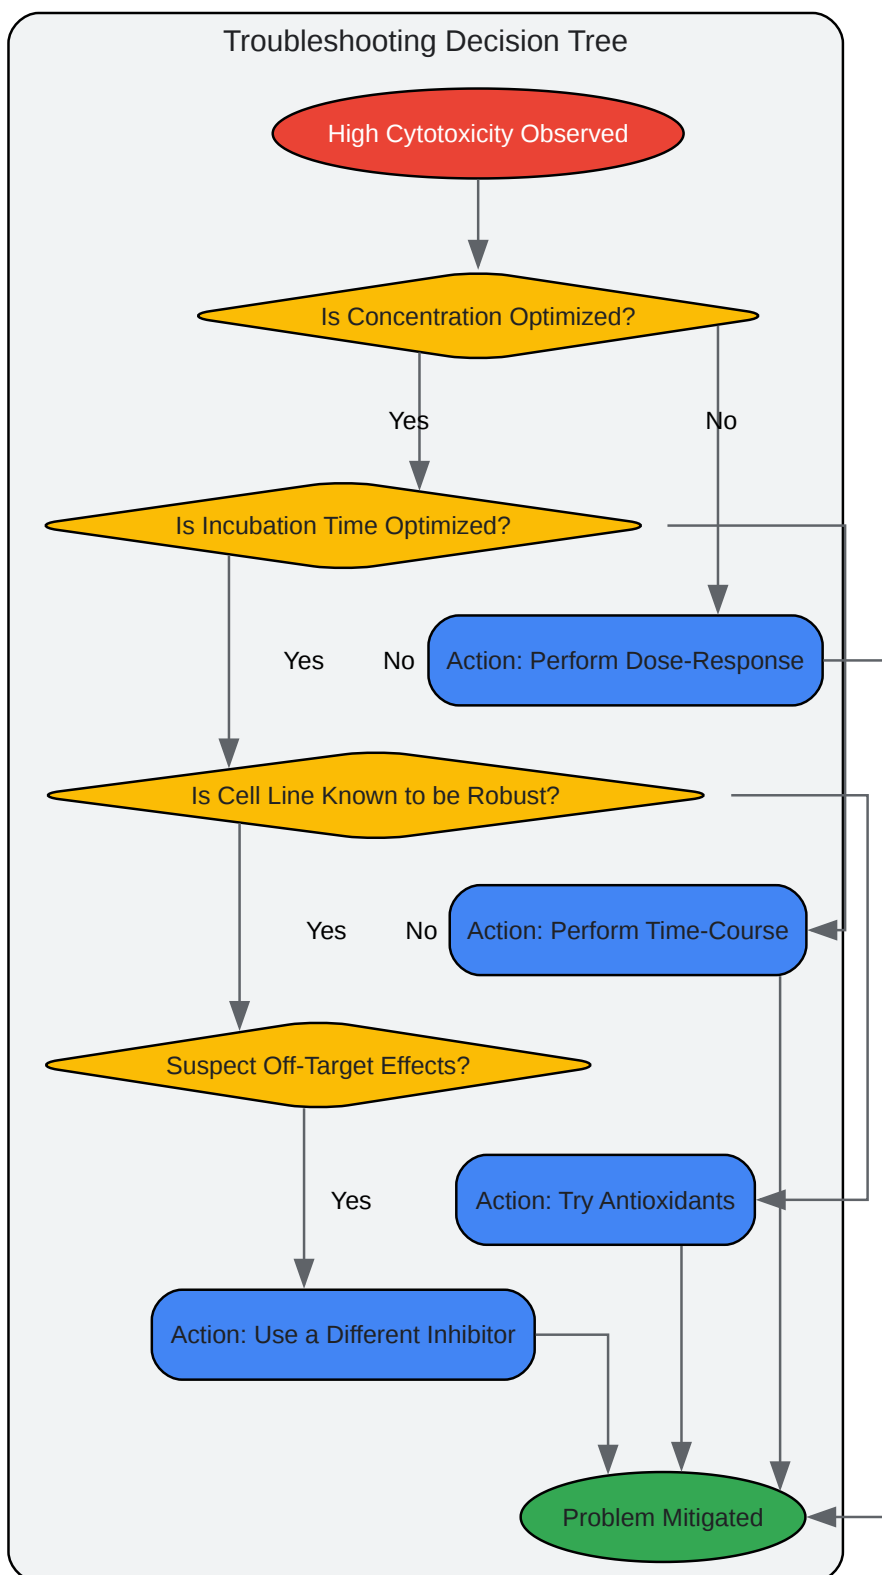 Troubleshooting Decision Tree
High Cytotoxicity Observed
Is Concentration Optimized?
Yes
No
Is Incubation Time Optimized?
Yes
No
Action: Perform Dose-Response
Is Cell Line Known to be Robust?
Yes
No
Action: Perform Time-Course
Suspect Off-Target Effects?
Yes
Action: Try Antioxidants
Action: Use a Different Inhibitor
Problem Mitigated